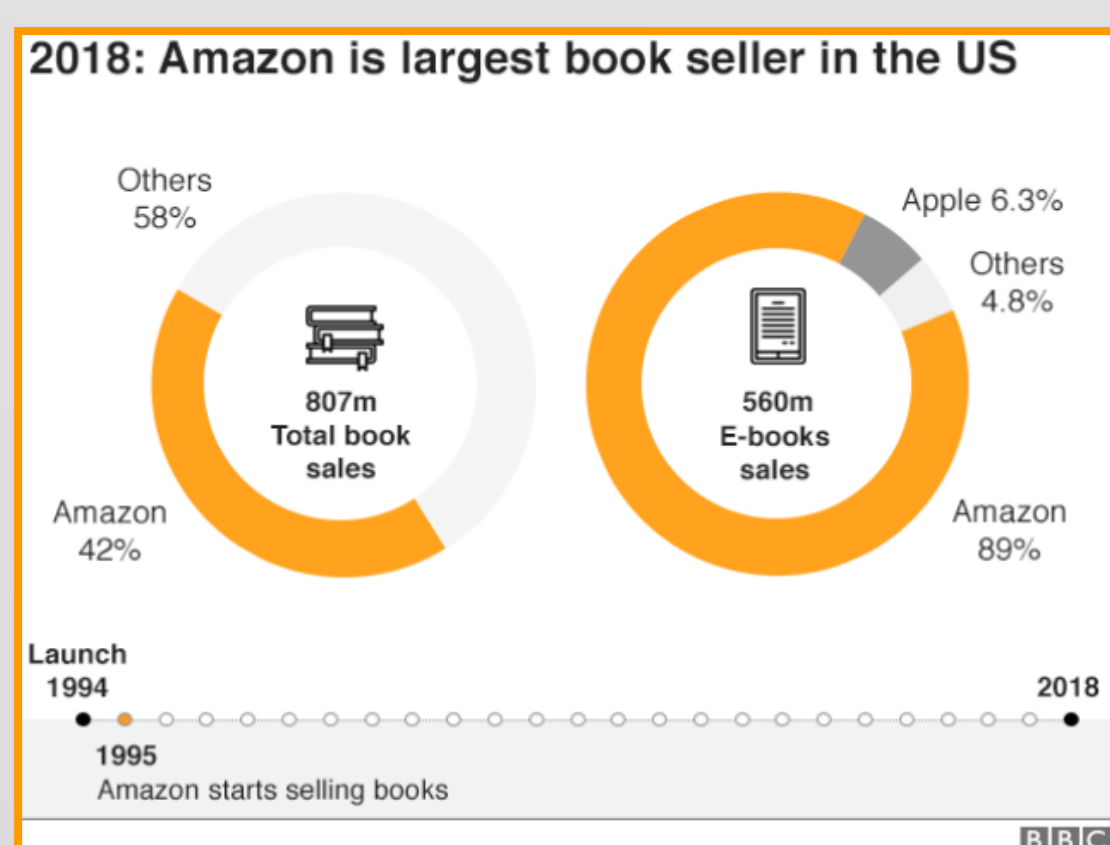 2018: Amazon is largest book seller in the US
Others
58%
807m
Total book
sales
Amazon
42%
Apple 6.3%
Others
4.8%
560m
E-books
sales
Amazon
89%
Launch
1994
2018
1995
Amazon starts selling books
BBC